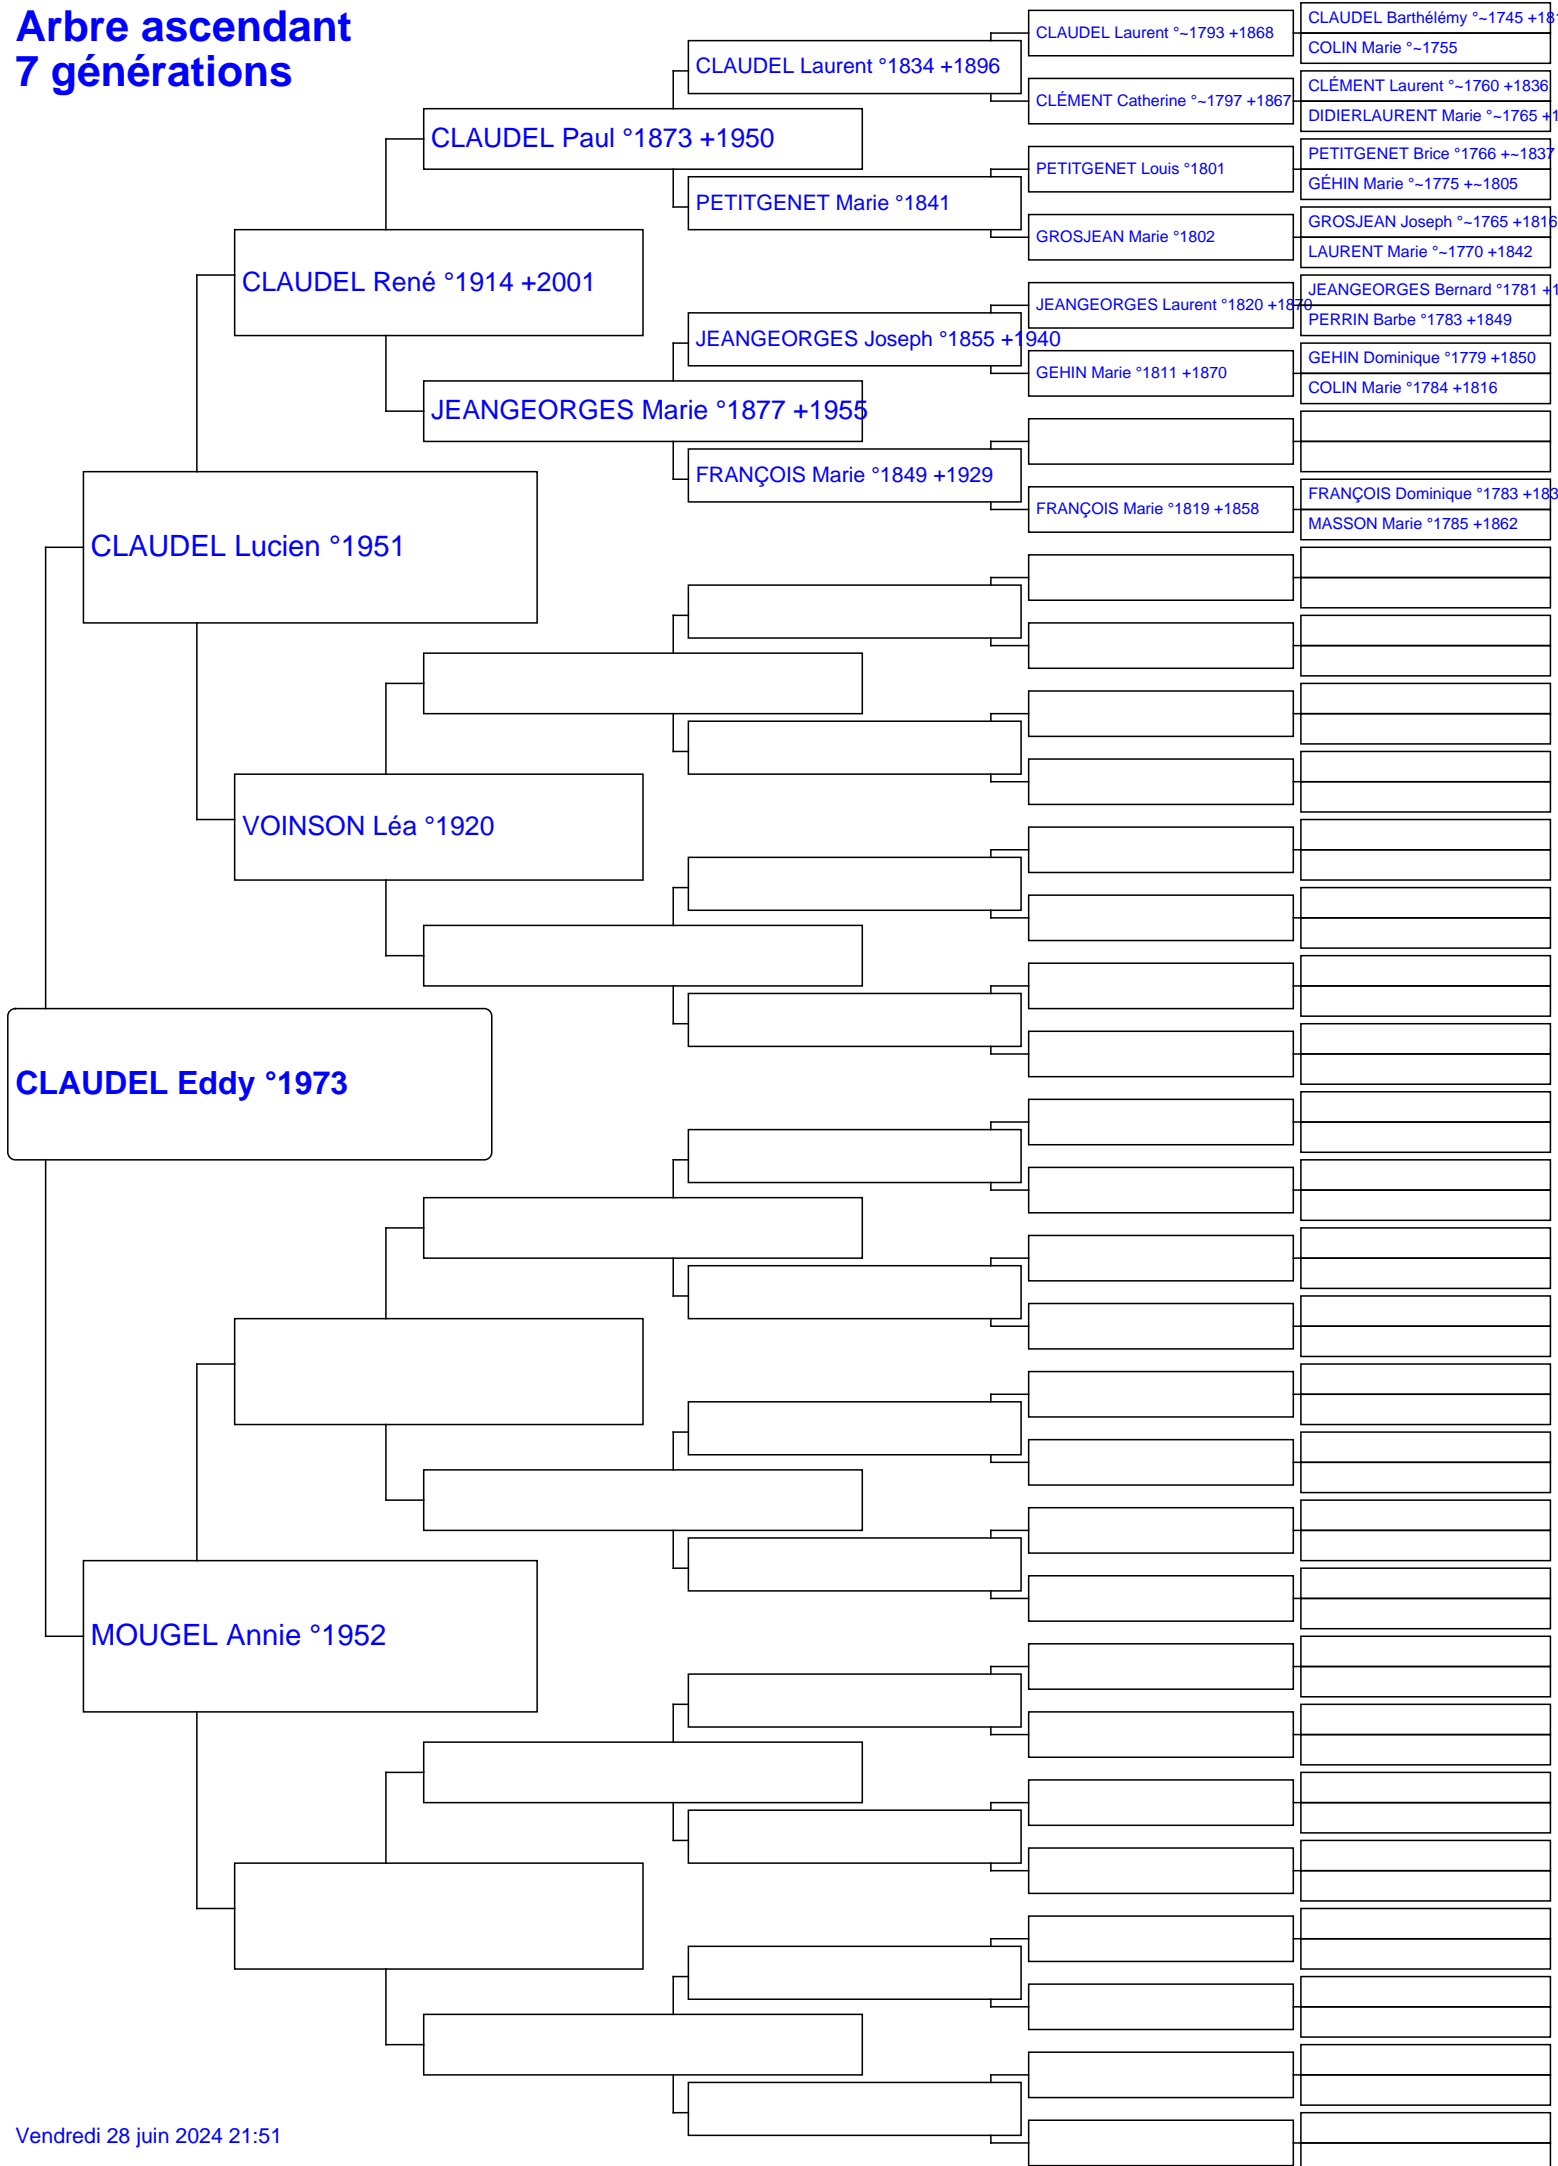 Arbre ascendant
7 générations
CLAUDEL Eddy °1973
CLAUDEL Lucien °1951
MOUGEL Annie °1952
CLAUDEL René °1914 +2001
VOINSON Léa °1920
CLAUDEL Paul °1873 +1950
JEANGEORGES Marie °1877 +1955
CLAUDEL Laurent °1834 +1896
PETITGENET Marie °1841
JEANGEORGES Joseph °1855 +1940
FRANÇOIS Marie °1849 +1929
CLAUDEL Laurent °~1793 +1868
CLÉMENT Catherine °~1797 +1867
PETITGENET Louis °1801
GROSJEAN Marie °1802
JEANGEORGES Laurent °1820 +1870
GEHIN Marie °1811 +1870
FRANÇOIS Marie °1819 +1858
CLAUDEL Barthélémy °~1745
COLIN Marie °~1755
CLÉMENT Laurent °~1760 +1836
DIDIERLAURENT Marie °~1765
PETITGENET Brice °1766 +~1837
GÉHIN Marie °~1775 +~1805
GROSJEAN Joseph °~1765 +1816
LAURENT Marie °~1770 +1842
JEANGEORGES Bernard °1781
PERRIN Barbe °1783 +1849
GEHIN Dominique °1779 +1850
COLIN Marie °1784 +1816
FRANÇOIS Dominique °1783
MASSON Marie °1785 +1862
Vendredi 28 juin 2024 21:51